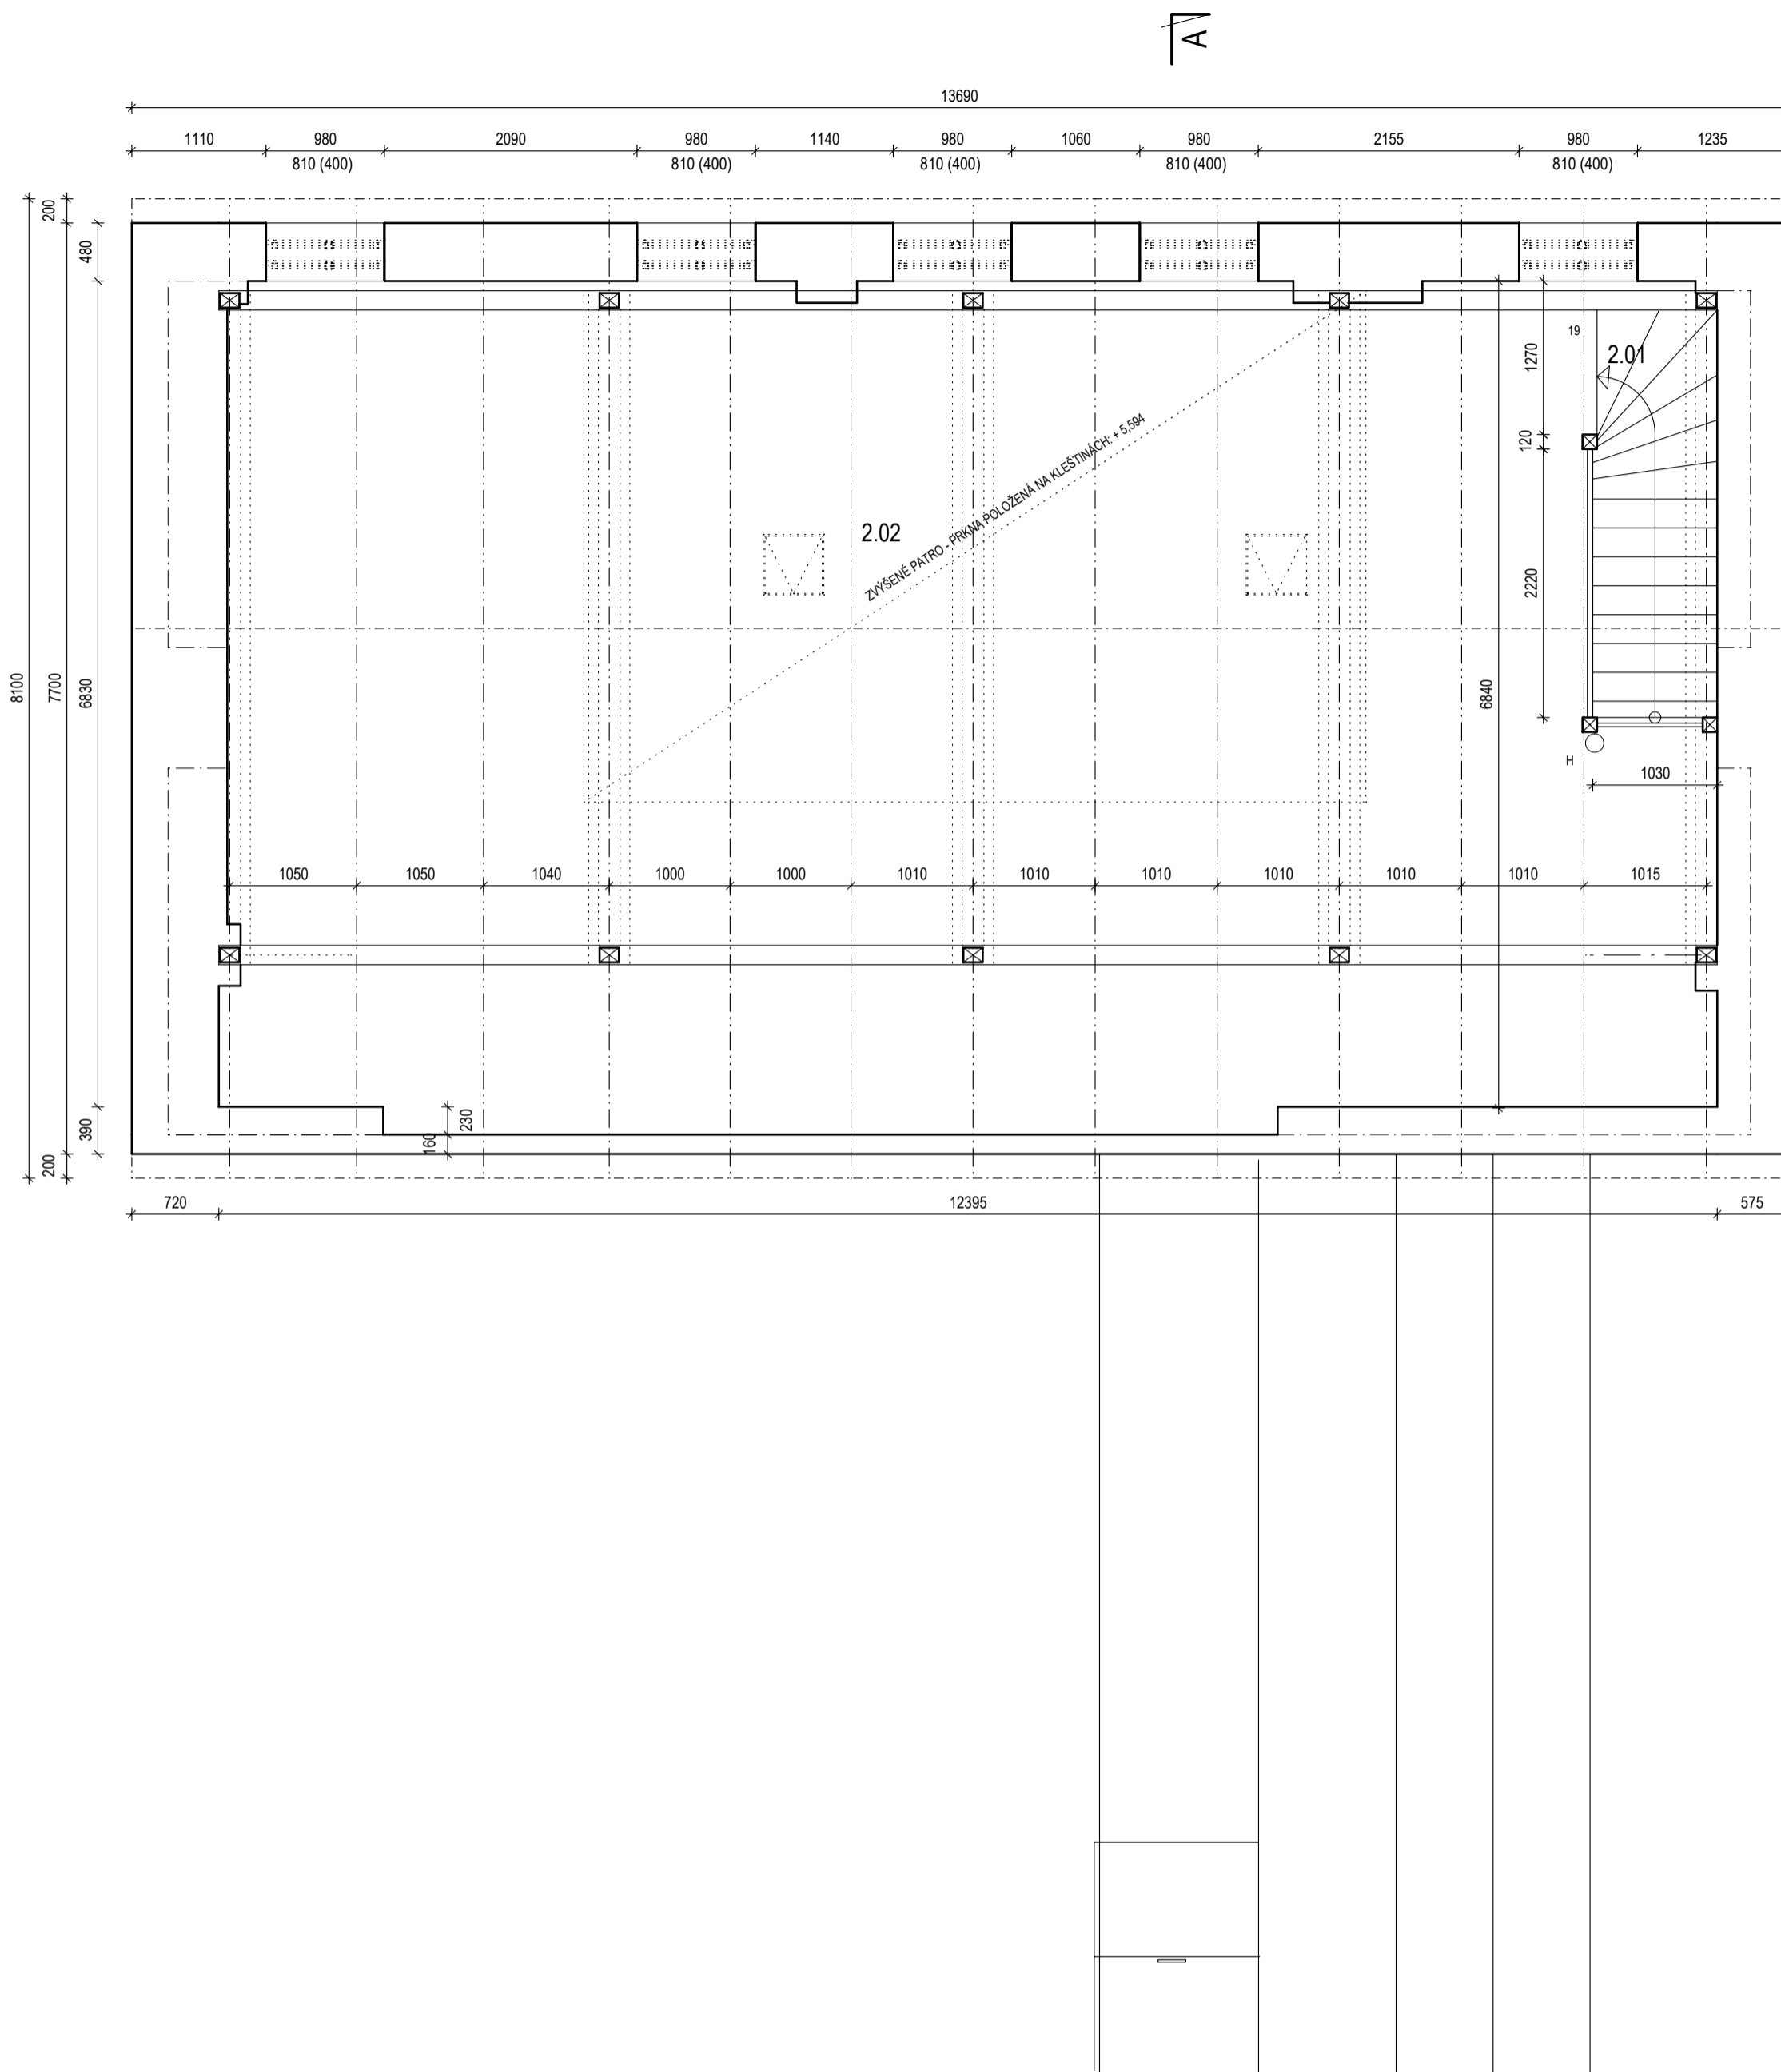 A
13690
1110 980 2090 980 1140 980 1060 980 2155 980 1235
810 (400) 810 (400) 810 (400) 810 (400) 810 (400)
200
480
8100
7700
6830
390
200
19
2.01
1270
120
2220
6840
ZVÝŠENÉ PATRO - PRKNA POLOŽENÁ NA KLEŠTINÁCH: + 5,594
2.02
H
1030
1050 1050 1040 1000 1000 1010 1010 1010 1010 1010 1010 1015
230
160
720 12395 575